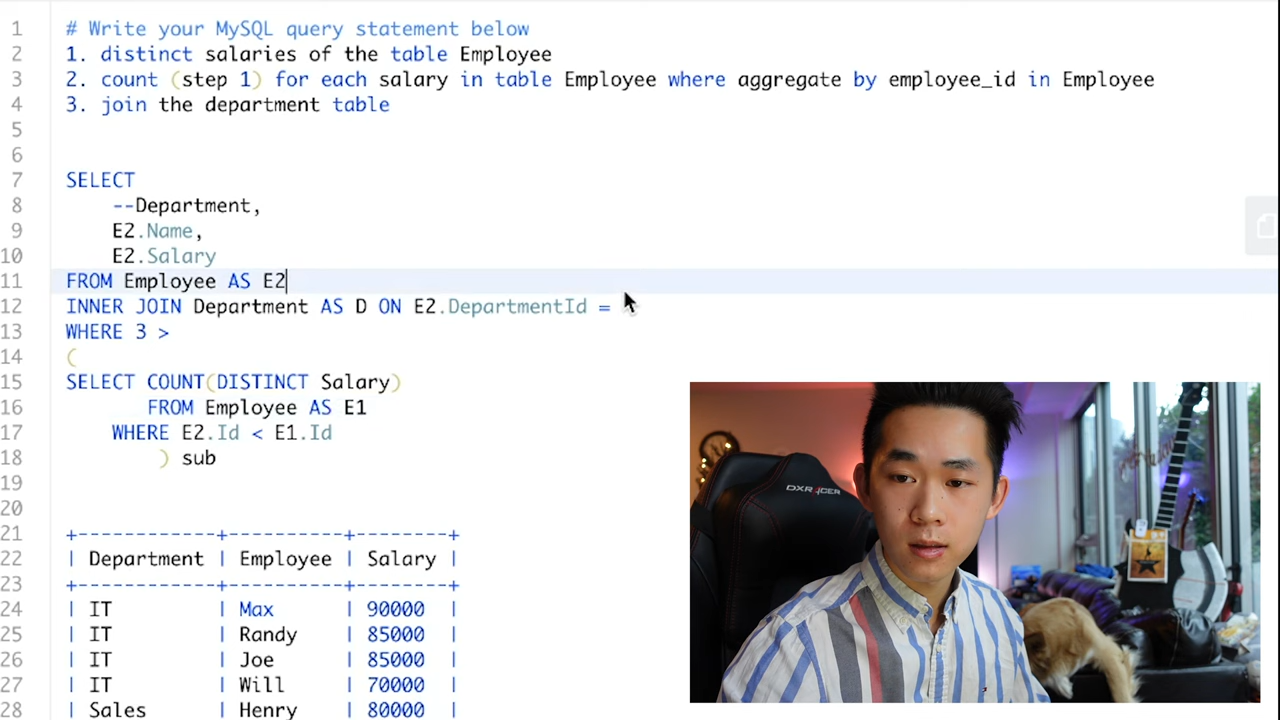 1 # Write your MySQL query statement below
2 1. distinct salaries of the table Employee
3 2. count (step 1) for each salary in table Employee where aggregate by employee_id in Employee
4 3. join the department table
5
6
7 SELECT
8 --Department,
9 E2.Name,
10 E2.Salary
11 FROM Employee AS E2
12 INNER JOIN Department AS D ON E2.DepartmentId =
13 WHERE 3 >
14 (
15 SELECT COUNT(DISTINCT Salary)
16 FROM Employee AS E1
17 WHERE E2.Id < E1.Id
18 ) sub
19
20
21 +------------+----------+--------+
22 | Department | Employee | Salary |
23 +------------+----------+--------+
24 | IT | Max | 90000 |
25 | IT | Randy | 85000 |
26 | IT | Joe | 85000 |
27 | IT | Will | 70000 |
28 | Sales | Henry | 80000 |
DXRACER